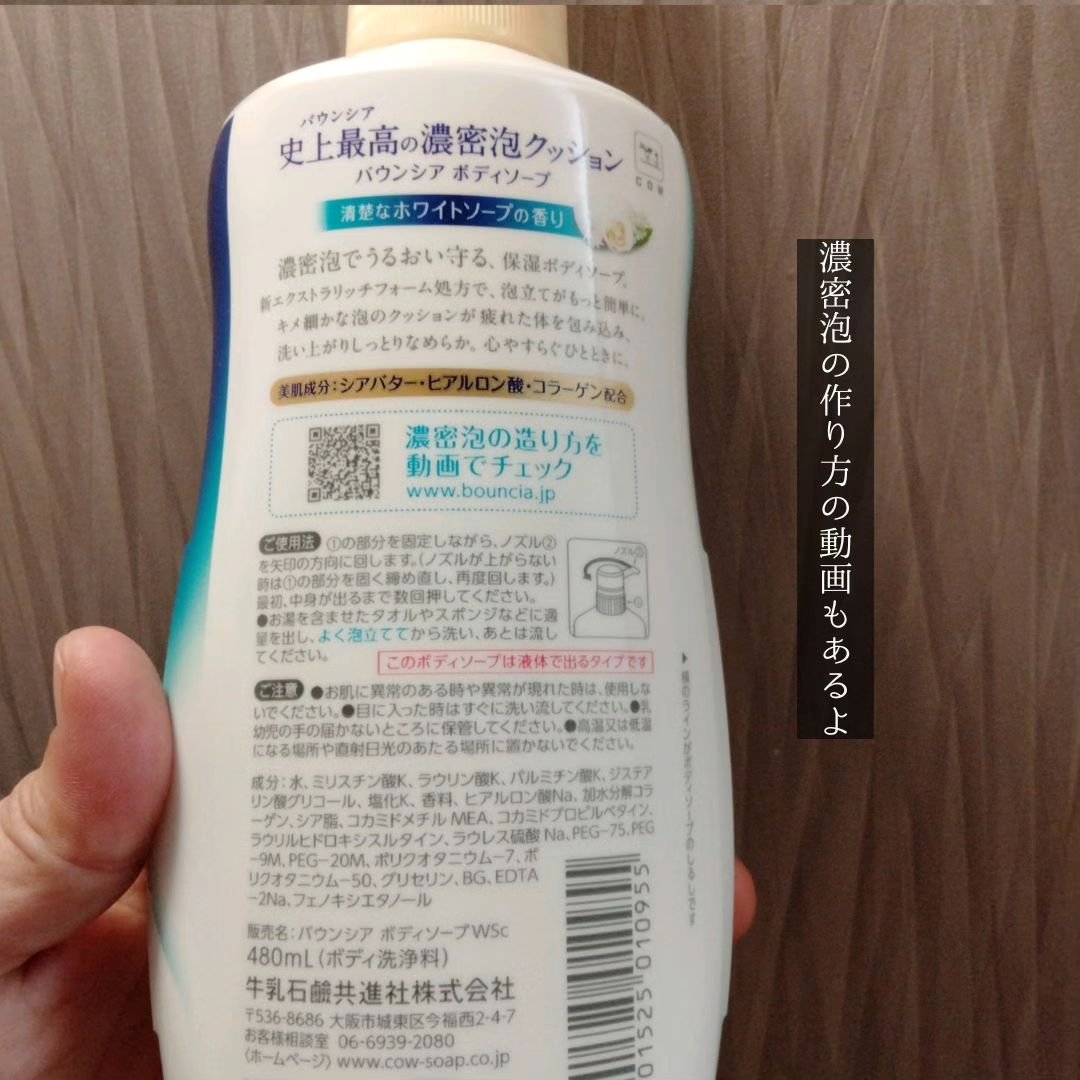 バウンシア
史上最高の濃密泡クッション
バウンシア ボディソープ
COW
清楚なホワイトソープの香り
濃密泡でうるおい守る、保湿ボディソープ。
新エクストラリッチフォーム処方で、泡立てがもっと簡単に。
キメ細かな泡のクッションが疲れた体を包み込み、
洗い上がりしっとりなめらか。心やすらぐひとときに。
美肌成分：シアバター・ヒアルロン酸・コラーゲン配合
濃密泡の造り方を
動画でチェック
www.bouncia.jp
ご使用法 ①の部分を固定しながら、ノズル②
を矢印の方向に回します。(ノズルが上がらない
時は①の部分を固く締め直し、再度回します。)
最初、中身が出るまで数回押してください。
●お湯を含ませたタオルやスポンジなどに適
量を出し、よく泡立ててから洗い、あとは流し
てください。
ノズル②
①
このボディソープは液体で出るタイプです
ご注意 ●お肌に異常のある時や異常が現れた時は、使用しな
いでください。●目に入った時はすぐに洗い流してください。●乳
幼児の手の届かないところに保管してください。●高温又は低温
になる場所や直射日光のあたる場所に置かないでください。
成分：水、ミリスチン酸K、ラウリン酸K、パルミチン酸K、ジステア
リン酸グリコール、塩化K、香料、ヒアルロン酸Na、加水分解コラ
ーゲン、シア脂、コカミドメチルMEA、コカミドプロピルベタイン、
ラウリルヒドロキシスルタイン、ラウレス硫酸Na、PEG-75、PEG
-9M、PEG-20M、ポリクオタニウム-7、ポ
リクオタニウム-50、グリセリン、BG、EDTA
-2Na、フェノキシエタノール
販売名：バウンシア ボディソープWSc
480mL（ボディ洗浄料）
牛乳石鹸共進社株式会社
〒536-8686 大阪市城東区今福西2-4-7
お客様相談室 06-6939-2080
〈ホームページ〉www.cow-soap.co.jp
01525 010955
▶横のラインがボディソープのしるしです
濃密泡の作り方の動画もあるよ